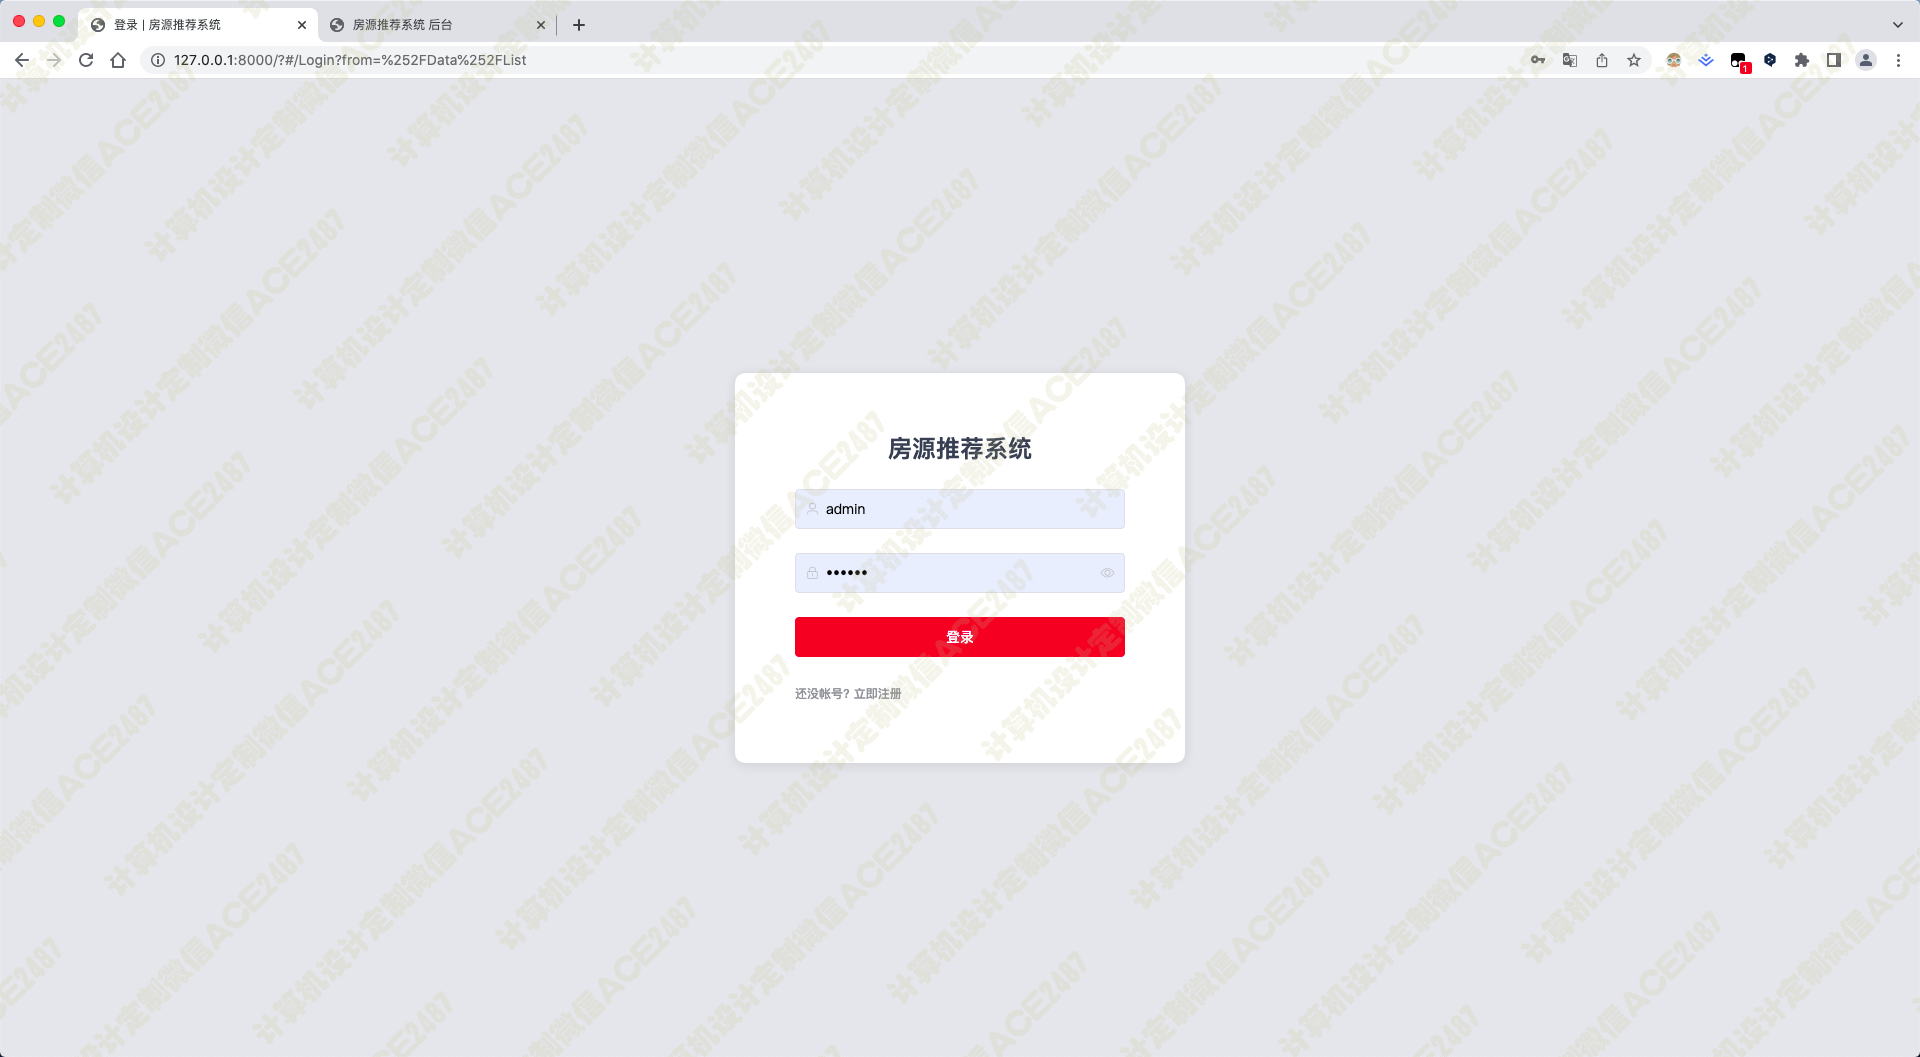 登录 | 房源推荐系统
房源推荐系统 后台
127.0.0.1:8000/?#/Login?from=%252FData%252FList
1
房源推荐系统
admin
••••••
登录
还没帐号? 立即注册
计算机设计定制微信ACE2487